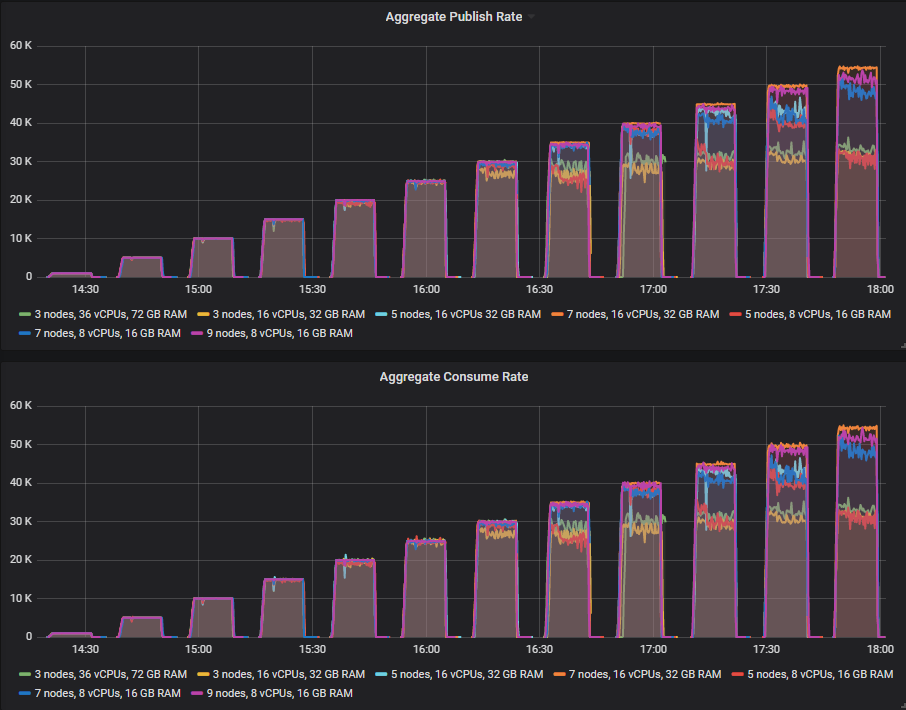 Aggregate Publish Rate
60 K
50 K
40 K
30 K
20 K
10 K
0
14:30 15:00 15:30 16:00 16:30 17:00 17:30 18:00
3 nodes, 36 vCPUs, 72 GB RAM 3 nodes, 16 vCPUs, 32 GB RAM 5 nodes, 16 vCPUs 32 GB RAM 7 nodes, 16 vCPUs, 32 GB RAM 5 nodes, 8 vCPUs, 16 GB RAM
7 nodes, 8 vCPUs, 16 GB RAM 9 nodes, 8 vCPUs, 16 GB RAM
Aggregate Consume Rate
60 K
50 K
40 K
30 K
20 K
10 K
0
14:30 15:00 15:30 16:00 16:30 17:00 17:30 18:00
3 nodes, 36 vCPUs, 72 GB RAM 3 nodes, 16 vCPUs, 32 GB RAM 5 nodes, 16 vCPUs, 32 GB RAM 7 nodes, 16 vCPUs, 32 GB RAM 5 nodes, 8 vCPUs, 16 GB RAM
7 nodes, 8 vCPUs, 16 GB RAM 9 nodes, 8 vCPUs, 16 GB RAM